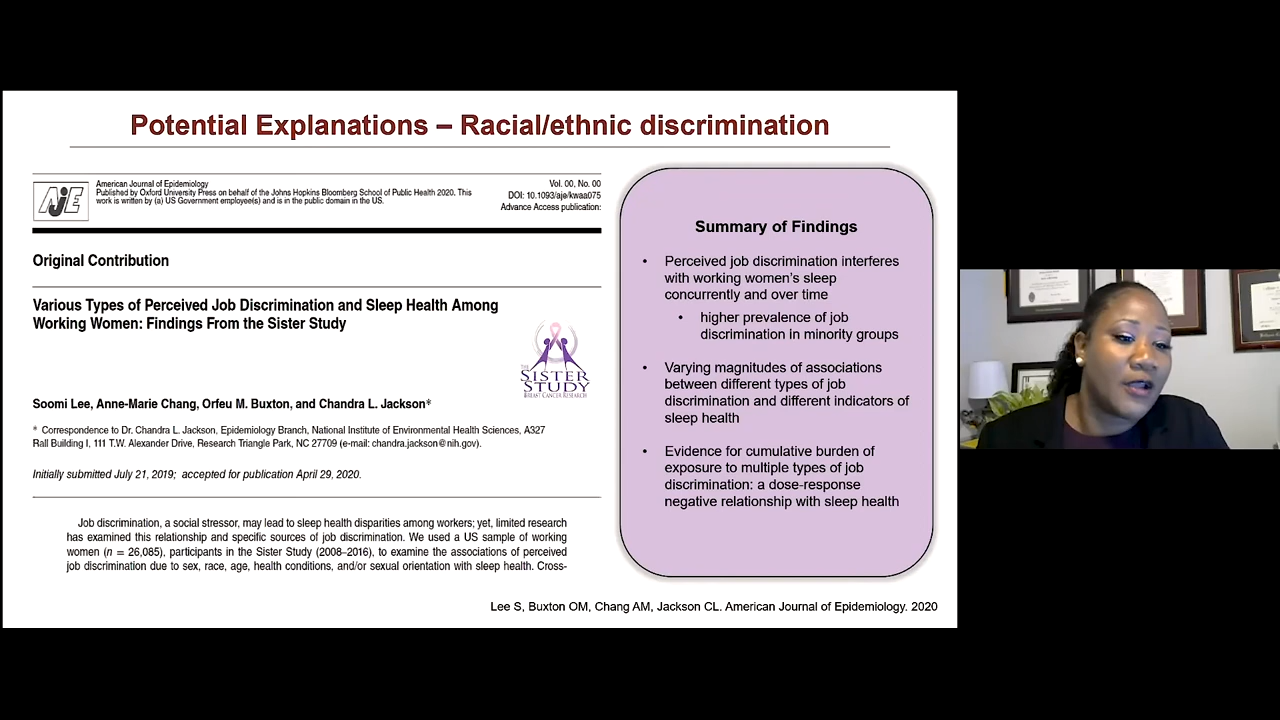 Potential Explanations – Racial/ethnic discrimination
AJE
American Journal of Epidemiology
Published by Oxford University Press on behalf of the Johns Hopkins Bloomberg School of Public Health 2020. This
work is written by (a) US Government employee(s) and is in the public domain in the US.
Vol. 00, No. 00
DOI: 10.1093/aje/kwaa075
Advance Access publication:
Original Contribution
Various Types of Perceived Job Discrimination and Sleep Health Among
Working Women: Findings From the Sister Study
THE
SISTER
STUDY
BREAST CANCER RESEARCH
Soomi Lee, Anne-Marie Chang, Orfeu M. Buxton, and Chandra L. Jackson*
* Correspondence to Dr. Chandra L. Jackson, Epidemiology Branch, National Institute of Environmental Health Sciences, A327
Rall Building I, 111 T.W. Alexander Drive, Research Triangle Park, NC 27709 (e-mail: chandra.jackson@nih.gov).
Initially submitted July 21, 2019; accepted for publication April 29, 2020.
Job discrimination, a social stressor, may lead to sleep health disparities among workers; yet, limited research
has examined this relationship and specific sources of job discrimination. We used a US sample of working
women (n = 26,085), participants in the Sister Study (2008–2016), to examine the associations of perceived
job discrimination due to sex, race, age, health conditions, and/or sexual orientation with sleep health. Cross-
Summary of Findings
• Perceived job discrimination interferes
with working women's sleep
concurrently and over time
• higher prevalence of job
discrimination in minority groups
• Varying magnitudes of associations
between different types of job
discrimination and different indicators of
sleep health
• Evidence for cumulative burden of
exposure to multiple types of job
discrimination: a dose-response
negative relationship with sleep health
Lee S, Buxton OM, Chang AM, Jackson CL. American Journal of Epidemiology. 2020